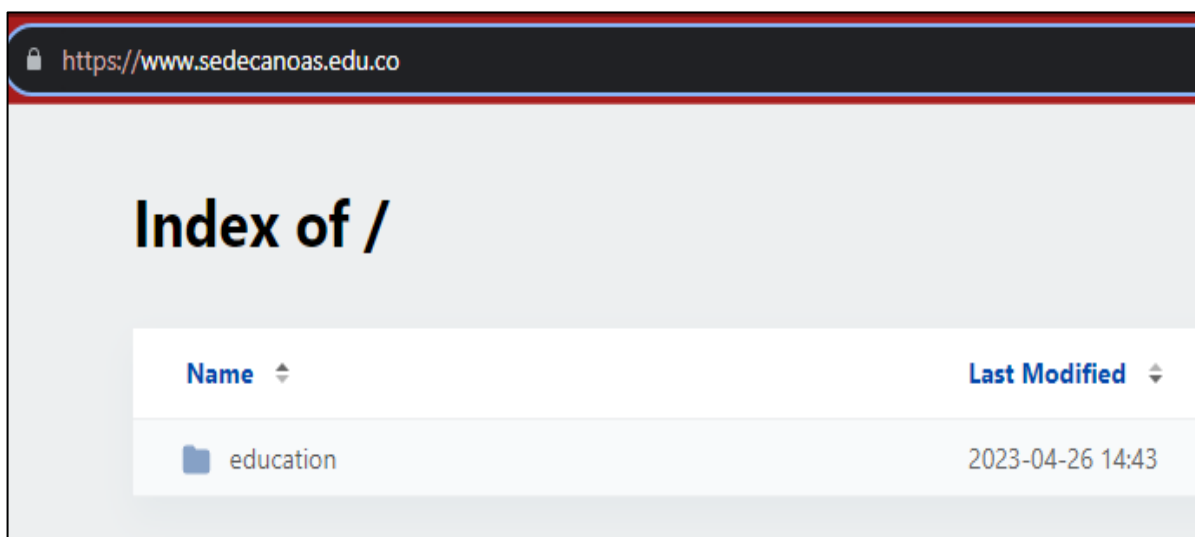 https://www.sedecanoas.edu.co
Index of /
Name Last Modified
education 2023-04-26 14:43